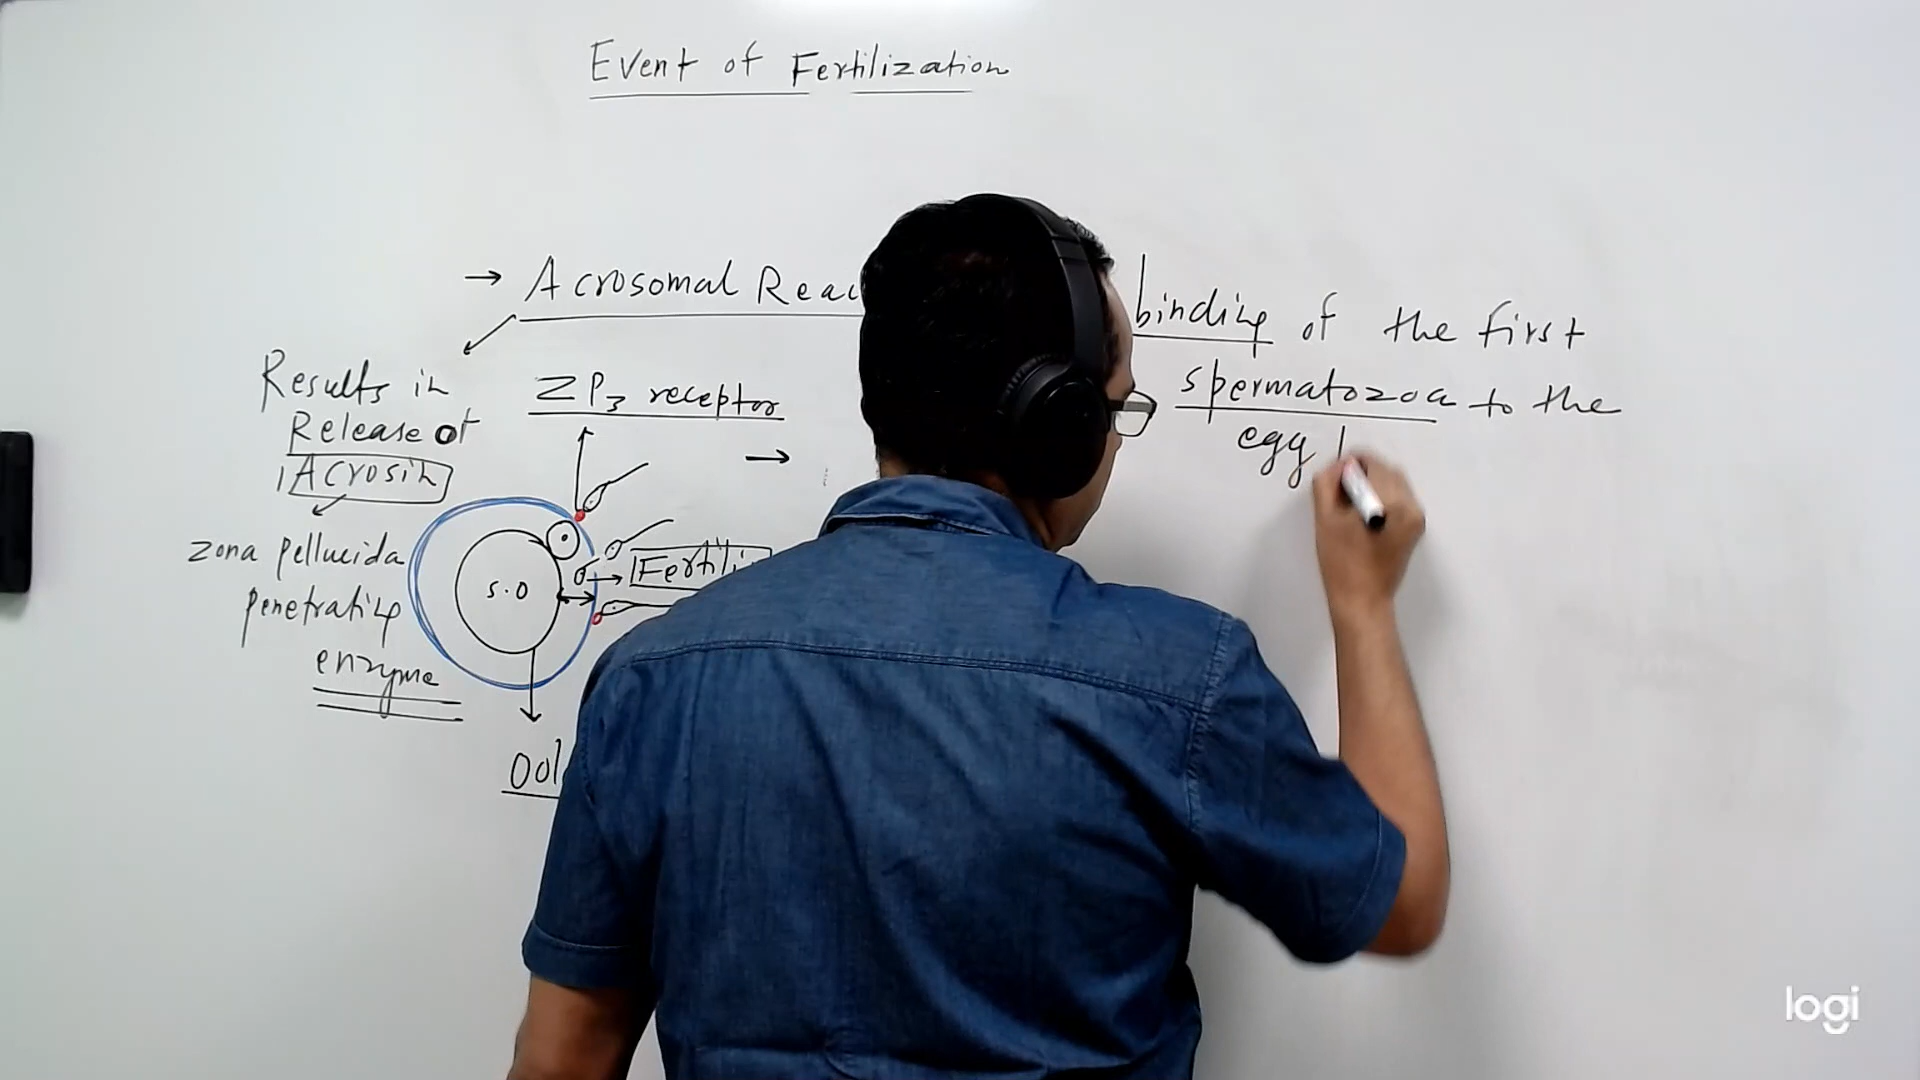 Event of Fertilization
→ Acrosomal Reac
binding of the first
spermatozoa to the
egg
Results in
Release of
Acrosin
zona pellucida
penetrating
enzyme
ZP3 receptor
→
S.O
→ Fertili
logi